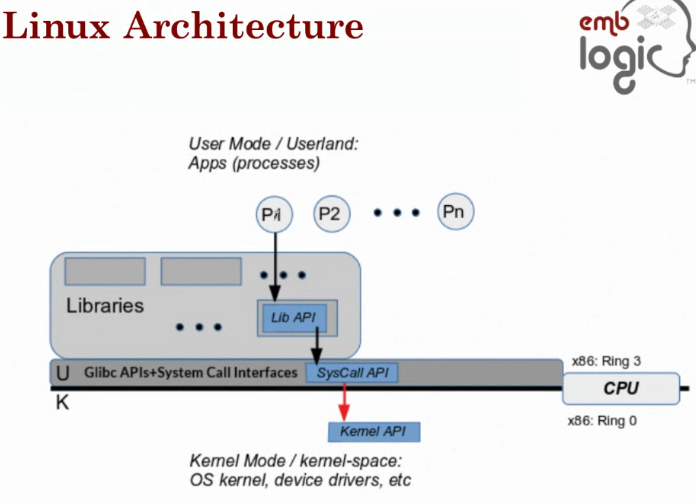 Linux Architecture
emb
logic
TM
User Mode / Userland:
Apps (processes)
P1
P2
Pn
Libraries
Lib API
U
Glibc APIs+System Call Interfaces
SysCall API
x86: Ring 3
CPU
K
x86: Ring 0
Kernel API
Kernel Mode / kernel-space:
OS kernel, device drivers, etc